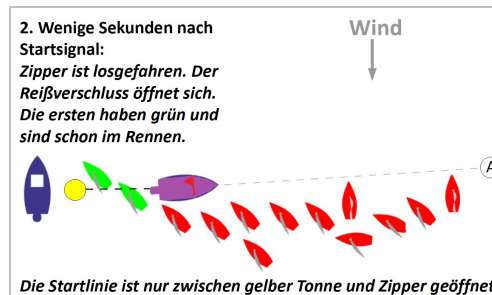 2. Wenige Sekunden nach
Startsignal:
Zipper ist losgefahren. Der
Reißverschluss öffnet sich.
Die ersten haben grün und
sind schon im Rennen.
Wind
A
Die Startlinie ist nur zwischen gelber Tonne und Zipper geöffnet